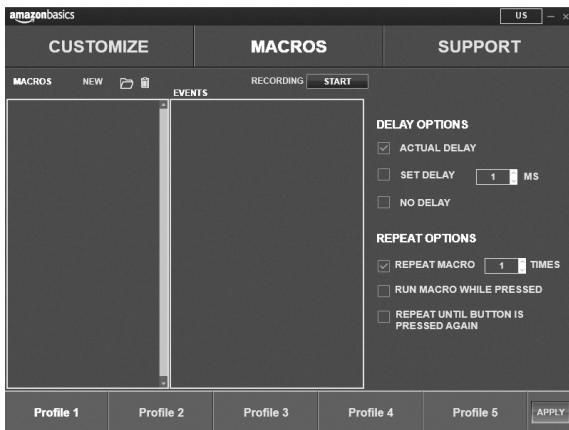 amazonbasics US
CUSTOMIZE MACROS SUPPORT
MACROS NEW
RECORDING START
EVENTS
DELAY OPTIONS
ACTUAL DELAY
SET DELAY 1 MS
NO DELAY
REPEAT OPTIONS
REPEAT MACRO 1 TIMES
RUN MACRO WHILE PRESSED
REPEAT UNTIL BUTTON IS
PRESSED AGAIN
Profile 1 Profile 2 Profile 3 Profile 4 Profile 5 APPLY